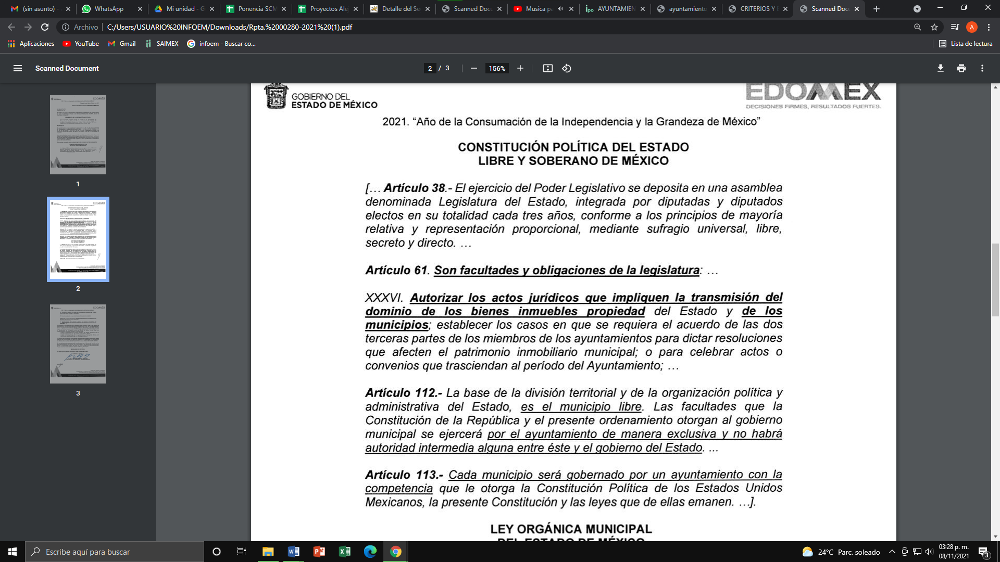 (sin asunto) -
WhatsApp
Mi unidad - G
Ponencia SCM
Proyectos Ale
Detalle del Se
Scanned Docu
Musica pa
AYUNTAMIEN
ayuntamiento
CRITERIOS Y
Scanned Doc
Archivo
C:/Users/USUARIO%20INFOEM/Downloads/Rpta.%2000280-2021%20(1).pdf
A
Aplicaciones
YouTube
Gmail
SAIMEX
infoem - Buscar co...
Lista de lectura
Scanned Document
2 / 3
156%
1
2
3
GOBIERNO DEL
ESTADO DE MÉXICO
EDOMEX
DECISIONES FIRMES, RESULTADOS FUERTES.
2021. “Año de la Consumación de la Independencia y la Grandeza de México”
CONSTITUCIÓN POLÍTICA DEL ESTADO
LIBRE Y SOBERANO DE MÉXICO
[… Artículo 38.- El ejercicio del Poder Legislativo se deposita en una asamblea
denominada Legislatura del Estado, integrada por diputadas y diputados
electos en su totalidad cada tres años, conforme a los principios de mayoría
relativa y representación proporcional, mediante sufragio universal, libre,
secreto y directo. …
Artículo 61. Son facultades y obligaciones de la legislatura: …
XXXVI. Autorizar los actos jurídicos que impliquen la transmisión del
dominio de los bienes inmuebles propiedad del Estado y de los
municipios; establecer los casos en que se requiera el acuerdo de las dos
terceras partes de los miembros de los ayuntamientos para dictar resoluciones
que afecten el patrimonio inmobiliario municipal; o para celebrar actos o
convenios que trasciendan al período del Ayuntamiento; …
Artículo 112.- La base de la división territorial y de la organización política y
administrativa del Estado, es el municipio libre. Las facultades que la
Constitución de la República y el presente ordenamiento otorgan al gobierno
municipal se ejercerá por el ayuntamiento de manera exclusiva y no habrá
autoridad intermedia alguna entre éste y el gobierno del Estado. ...
Artículo 113.- Cada municipio será gobernado por un ayuntamiento con la
competencia que le otorga la Constitución Política de los Estados Unidos
Mexicanos, la presente Constitución y las leyes que de ellas emanen. …].
LEY ORGÁNICA MUNICIPAL
DEL ESTADO DE MÉXICO
Escribe aquí para buscar
24°C Parc. soleado
03:28 p. m.
08/11/2021
3